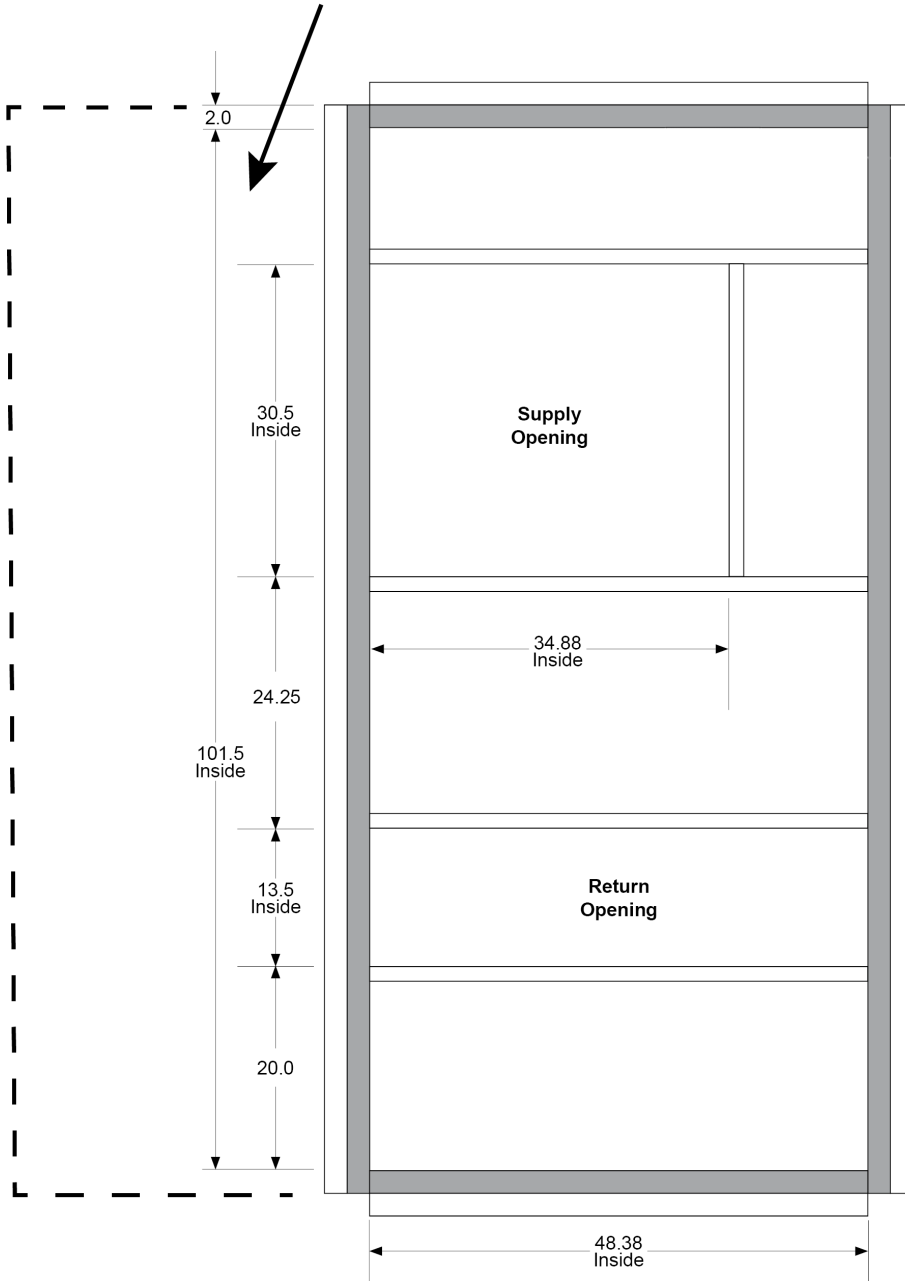 2.0
30.5
Inside
Supply
Opening
34.88
Inside
24.25
101.5
Inside
13.5
Inside
Return
Opening
20.0
48.38
Inside